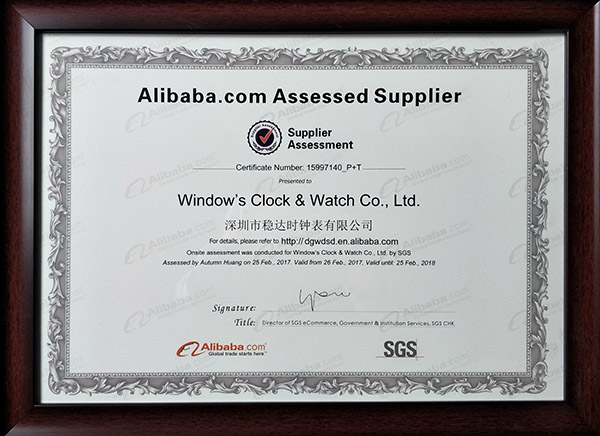 Alibaba.com Assessed Supplier
Supplier
Assessment
Certificate Number: 15997140_P+T
Presented to
Window's Clock & Watch Co., Ltd.
深圳市稳达时钟表有限公司
For details, please refer to http://dgwdsd.en.alibaba.com
Onsite assessment was conducted for Window's Clock & Watch Co., Ltd. by SGS
Assessed by Autumn Huang on 25 Feb., 2017. Valid from 26 Feb., 2017, Valid until: 25 Feb., 2018
Signature:
Title: Director of SGS eCommerce, Government & Institution Services, SGS CHX
Alibaba.com
Global trade starts here™
SGS